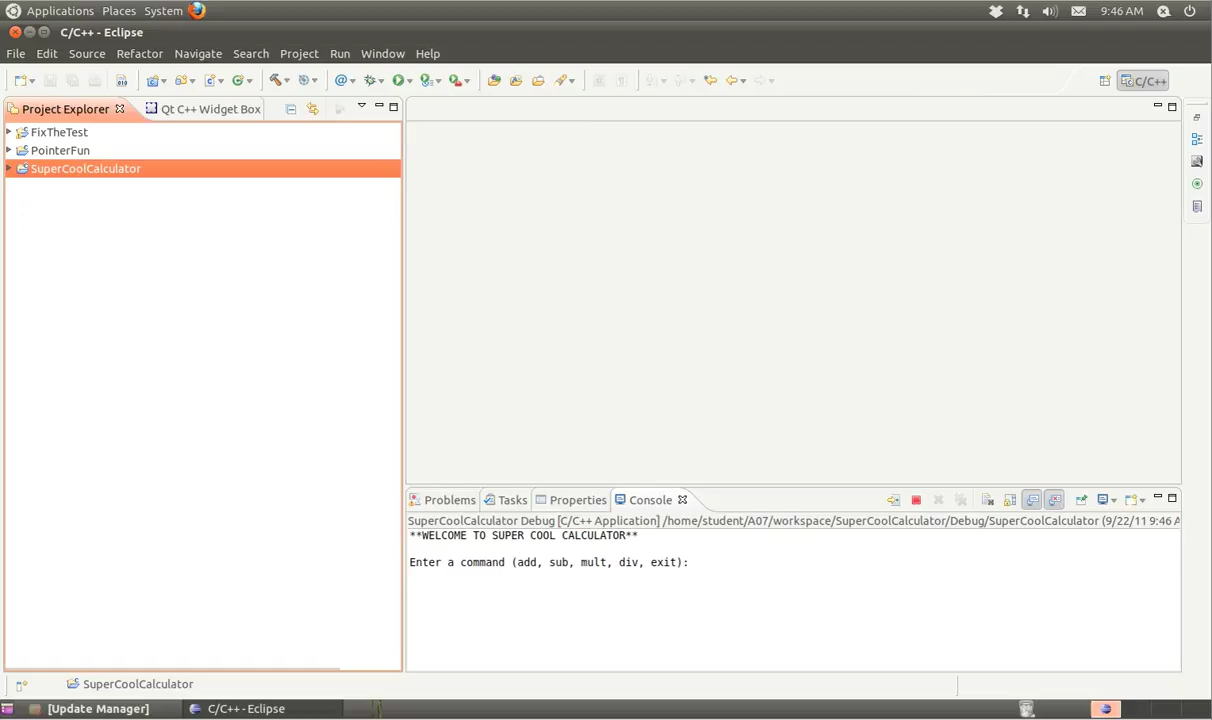 Applications Places System 9:46 AM
C/C++ - Eclipse
File Edit Source Refactor Navigate Search Project Run Window Help
C/C++
Project Explorer Qt C++ Widget Box
FixTheTest
PointerFun
SuperCoolCalculator
Problems Tasks Properties Console
SuperCoolCalculator Debug [C/C++ Application] /home/student/A07/workspace/SuperCoolCalculator/Debug/SuperCoolCalculator (9/22/11 9:46 A
**WELCOME TO SUPER COOL CALCULATOR**
Enter a command (add, sub, mult, div, exit):
SuperCoolCalculator
[Update Manager] C/C++ - Eclipse